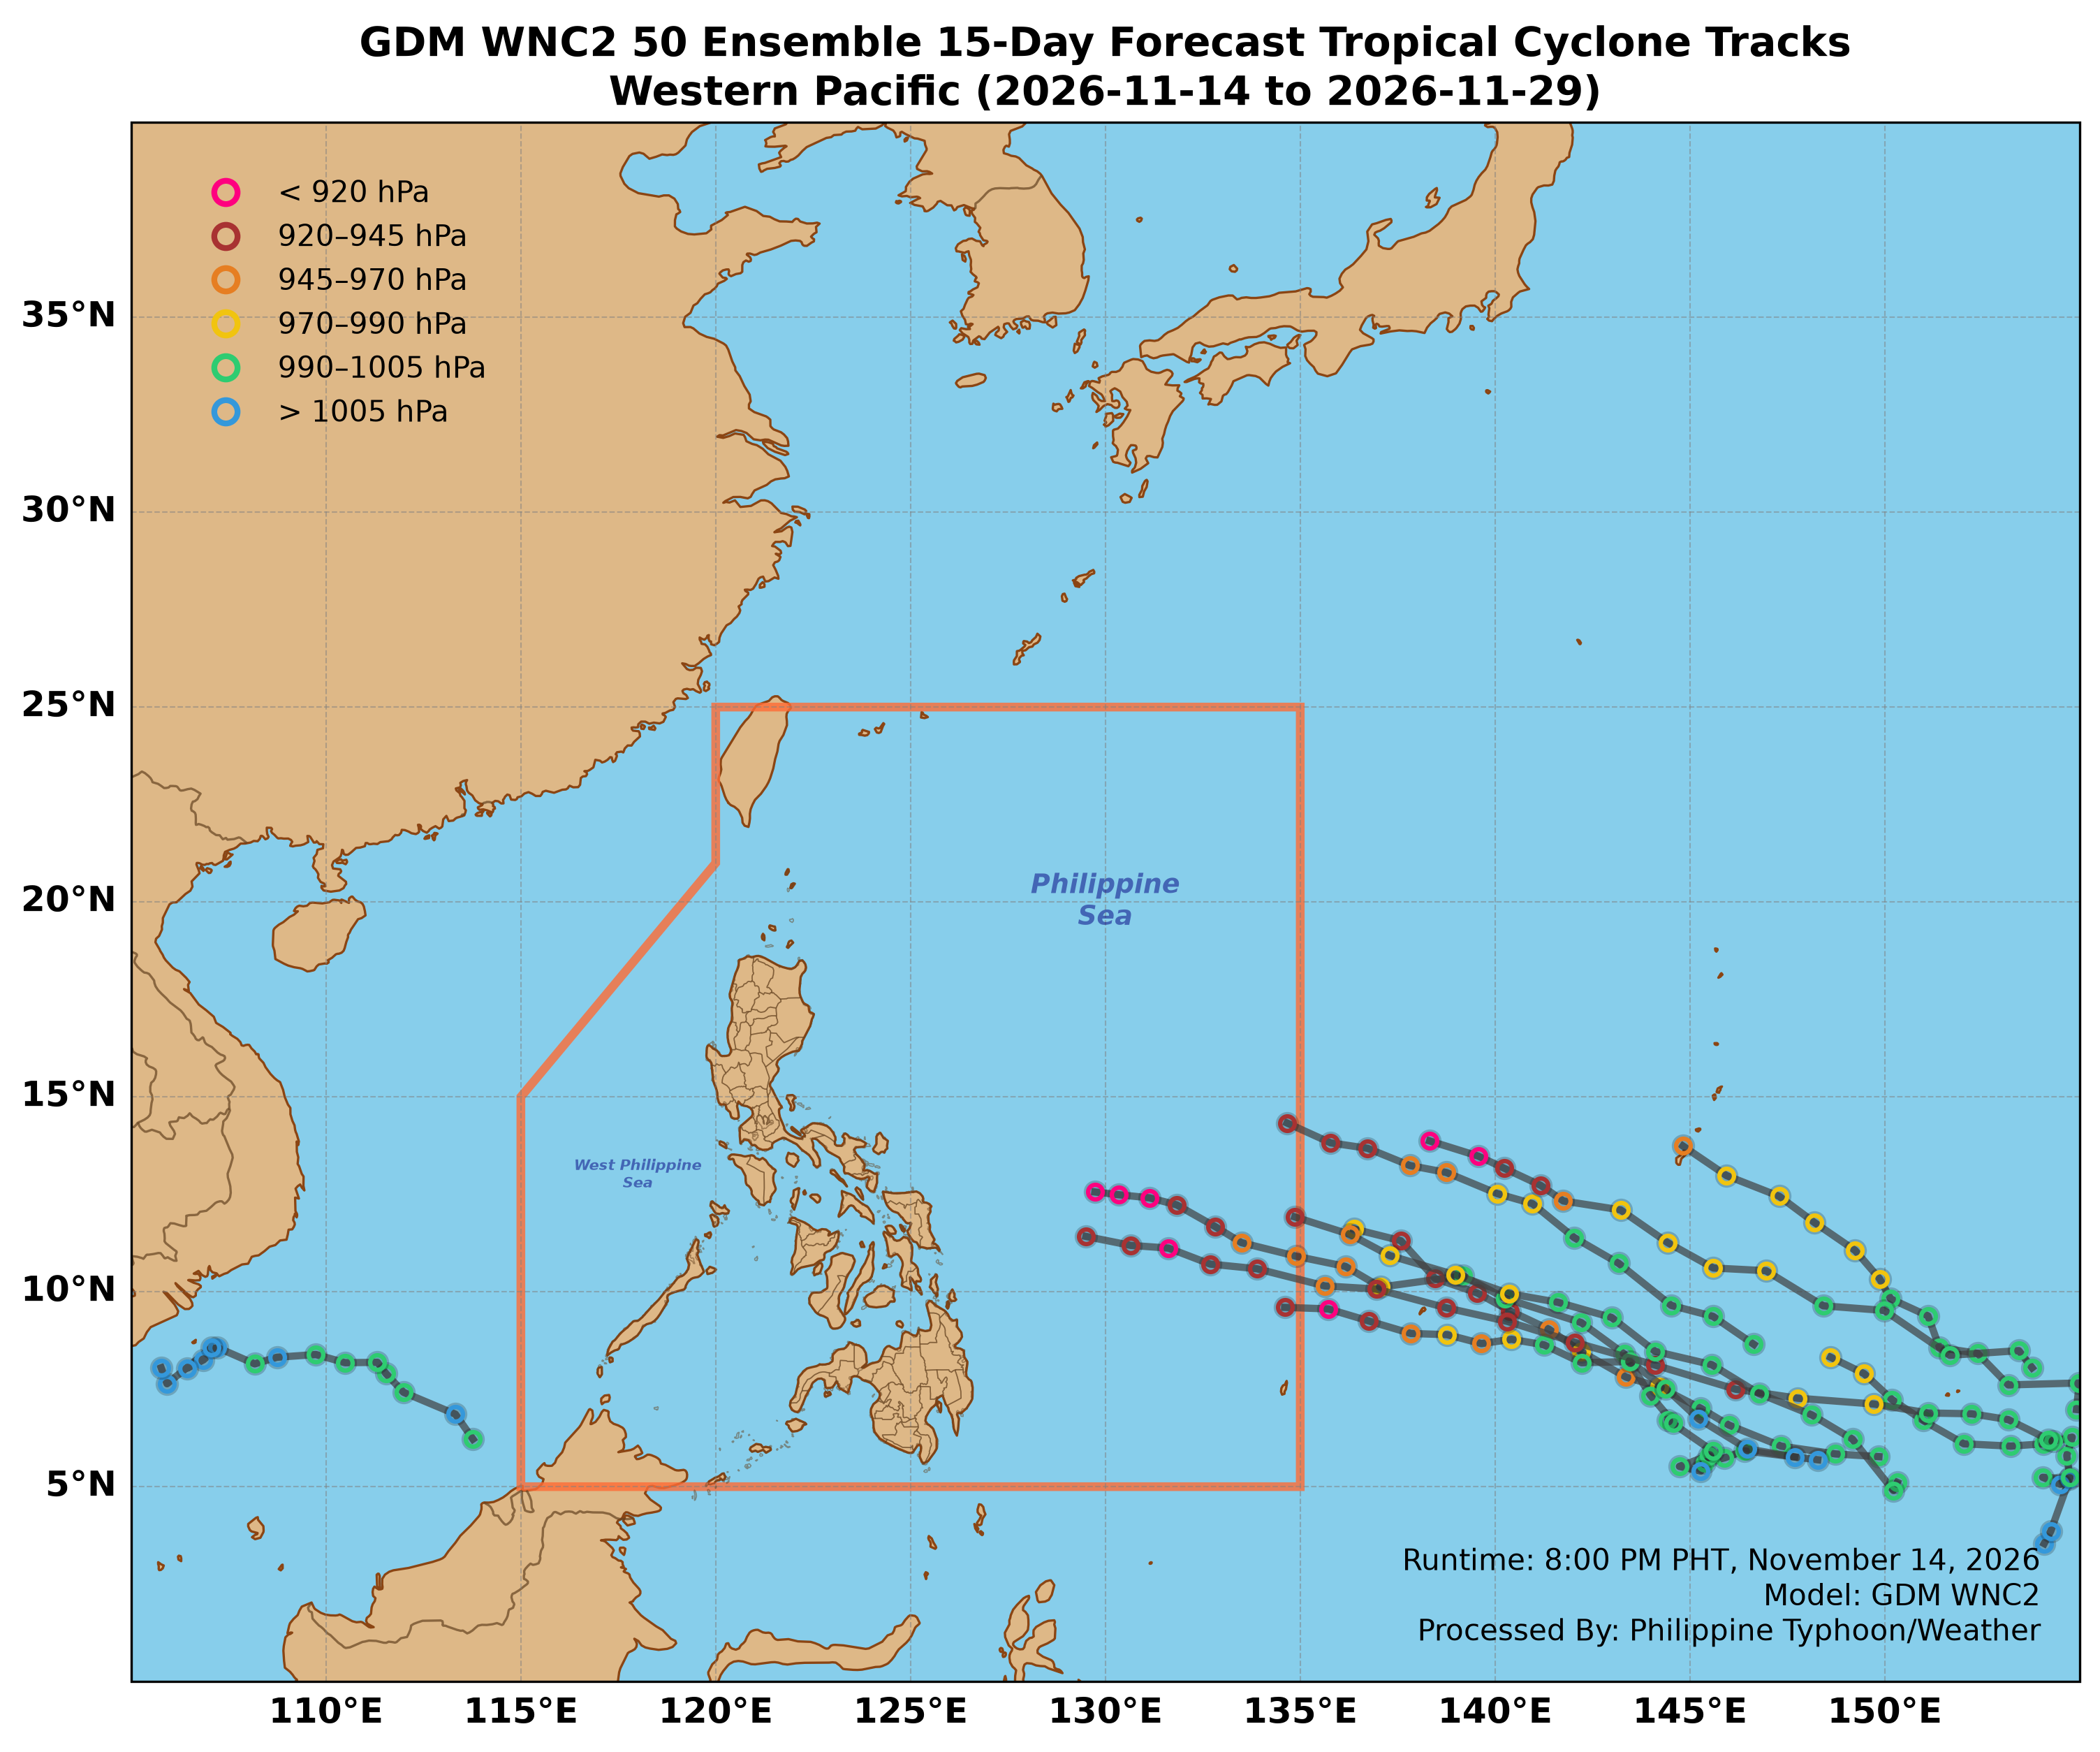 GDM WNC2 50 Ensemble 15-Day Forecast Tropical Cyclone Tracks
Western Pacific (2026-11-14 to 2026-11-29)
< 920 hPa
920–945 hPa
945–970 hPa
970–990 hPa
990–1005 hPa
> 1005 hPa
35°N
30°N
25°N
20°N
15°N
10°N
5°N
Philippine
Sea
West Philippine
Sea
Runtime: 8:00 PM PHT, November 14, 2026
Model: GDM WNC2
Processed By: Philippine Typhoon/Weather
110°E 115°E 120°E 125°E 130°E 135°E 140°E 145°E 150°E